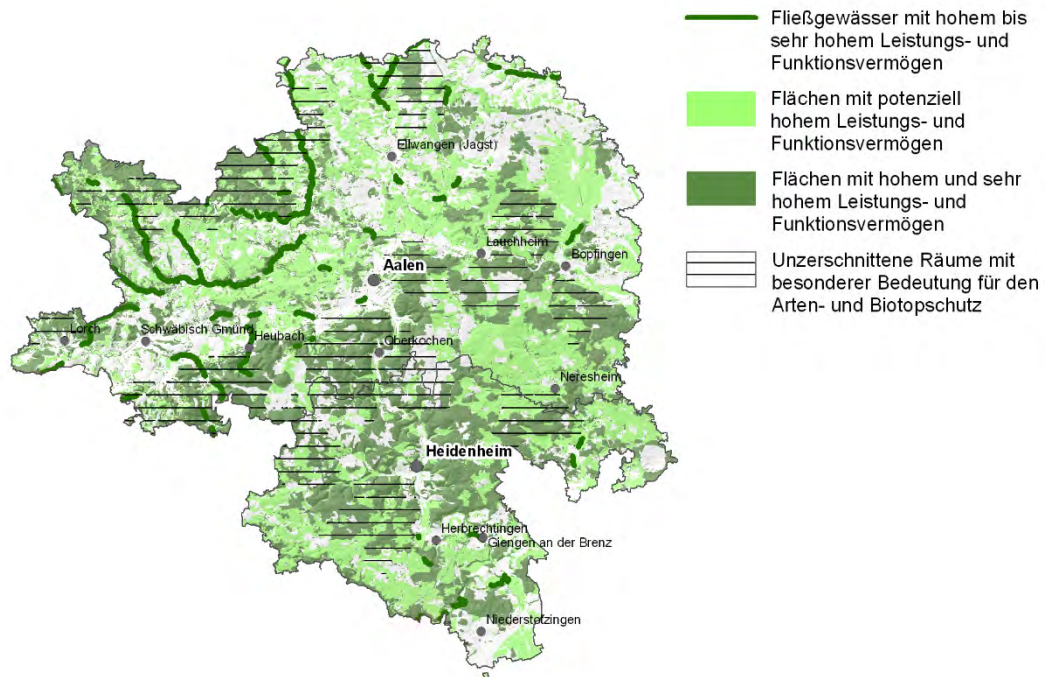 Fließgewässer mit hohem bis
sehr hohem Leistungs- und
Funktionsvermögen
Flächen mit potenziell
hohem Leistungs- und
Funktionsvermögen
Flächen mit hohem und sehr
hohem Leistungs- und
Funktionsvermögen
Unzerschnittene Räume mit
besonderer Bedeutung für den
Arten- und Biotopschutz
Ellwangen (Jagst)
Lauchheim
Bopfingen
Aalen
Lorch
Schwäbisch Gmünd
Heubach
Oberkochen
Neresheim
Heidenheim
Herbrechtingen
Giengen an der Brenz
Niederstotzingen